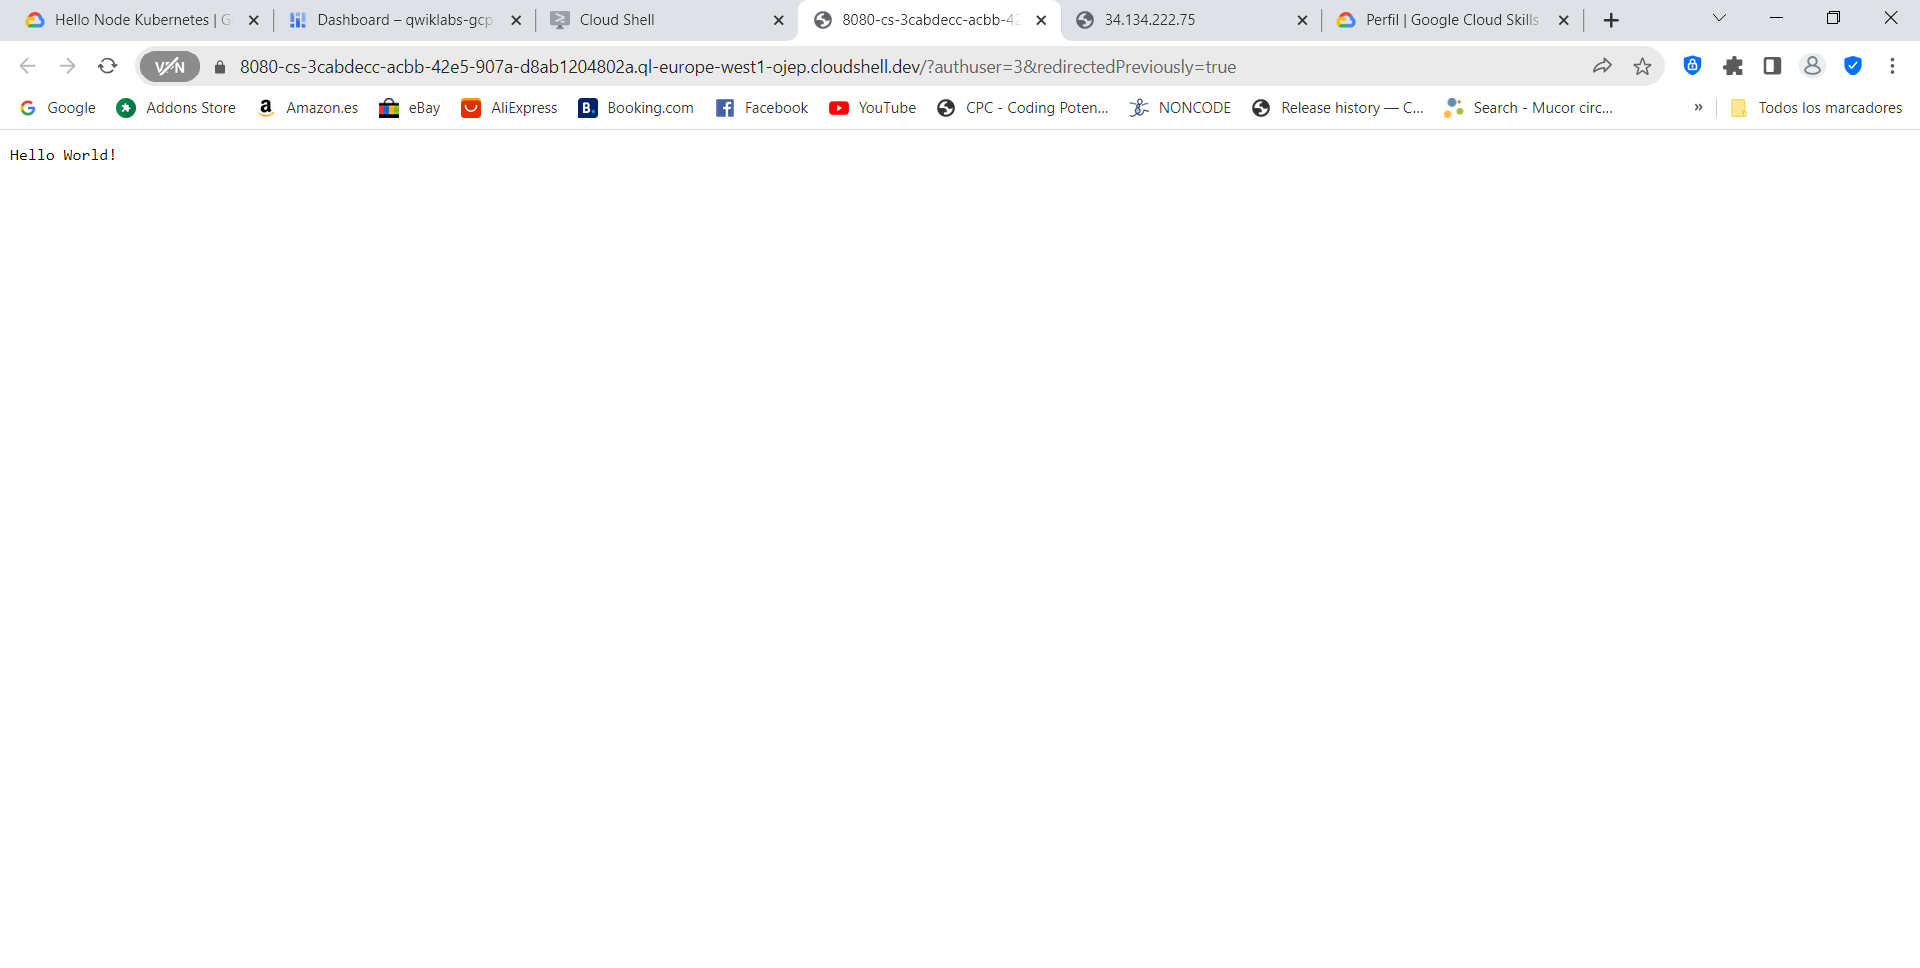 Hello Node Kubernetes | G
Dashboard – qwiklabs-gcp
Cloud Shell
8080-cs-3cabdecc-acbb-42
34.134.222.75
Perfil | Google Cloud Skills
VPN
8080-cs-3cabdecc-acbb-42e5-907a-d8ab1204802a.ql-europe-west1-ojep.cloudshell.dev/?authuser=3&redirectedPreviously=true
Google
Addons Store
Amazon.es
eBay
AliExpress
Booking.com
Facebook
YouTube
CPC - Coding Poten...
NONCODE
Release history — C...
Search - Mucor circ...
»
Todos los marcadores
Hello World!